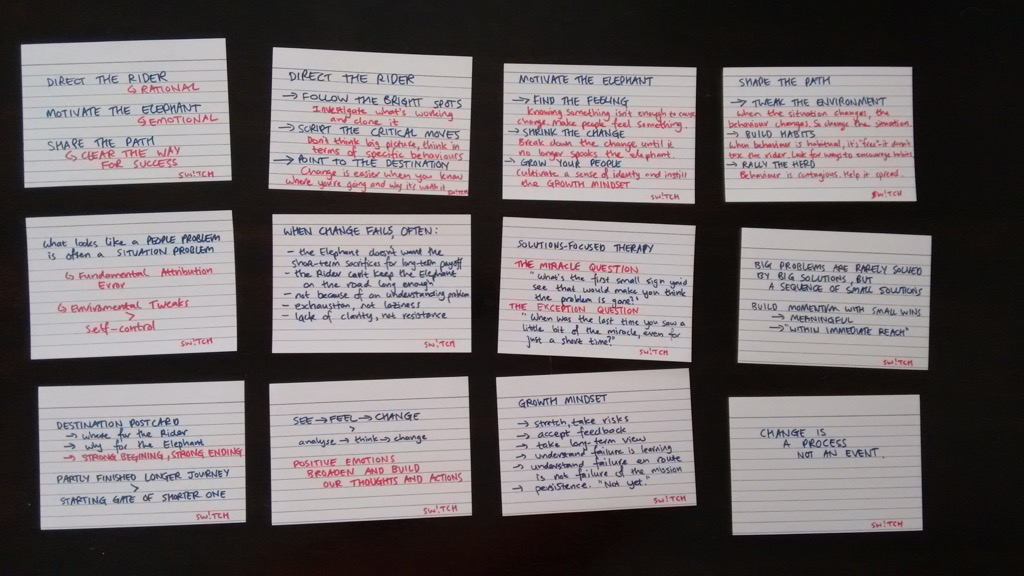 DIRECT THE RIDER
↳ RATIONAL
MOTIVATE THE ELEPHANT
↳ EMOTIONAL
SHAPE THE PATH
↳ CLEAR THE WAY
FOR SUCCESS
SW!TCH
DIRECT THE RIDER
→ FOLLOW THE BRIGHT SPOTS
Investigate what's working
and clone it
→ SCRIPT THE CRITICAL MOVES
Don't think big picture, think in
terms of specific behaviours
→ POINT TO THE DESTINATION
Change is easier when you know
where you're going and why it's worth it
SW!TCH
MOTIVATE THE ELEPHANT
→ FIND THE FEELING
Knowing something isn't enough to cause
change. make people feel something.
→ SHRINK THE CHANGE
Break down the change until it
no longer spooks the elephant
→ GROW YOUR PEOPLE
Cultivate a sense of identity and instill
the GROWTH MINDSET
SW!TCH
SHAPE THE PATH
→ TWEAK THE ENVIRONMENT
When the situation changes, the
behaviour changes. So change the situation.
→ BUILD HABITS
When behaviour is habitual, it's "free" it doesn't
tax the rider. Look for ways to encourage habits
→ RALLY THE HERD
Behaviour is contagious. Help it spread.
SW!TCH
What looks like a PEOPLE PROBLEM
is often a SITUATION PROBLEM
↳ Fundamental Attribution
Error
↳ Enviromental Tweaks
>
Self-control
SW!TCH
WHEN CHANGE FAILS, OFTEN:
- the Elephant doesn't want the
short-term sacrifices for long-term payoff
- the Rider can't keep the Elephant
on the road long enough
- not because of an understanding problem
- exhaustion, not laziness
- lack of clarity, not resistance
SW!TCH
SOLUTIONS-FOCUSED THERAPY
THE MIRACLE QUESTION
"What's the first small sign you'd
see that would make you think
the problem is gone?"
THE EXCEPTION QUESTION
"When was the last time you saw a
little bit of the miracle, even for
just a short time?"
SW!TCH
BIG PROBLEMS ARE RARELY SOLVED
BY BIG SOLUTIONS, BUT
A SEQUENCE OF SMALL SOLUTIONS
BUILD MOMENTUM WITH SMALL WINS
→ MEANINGFUL
→ "WITHIN IMMEDIATE REACH"
SW!TCH
DESTINATION POSTCARD
→ Where for the Rider
→ Why for the Elephant
→ STRONG BEGINING, STRONG ENDING
PARTLY FINISHED LONGER JOURNEY
>
STARTING GATE OF SHORTER ONE
SW!TCH
SEE → FEEL → CHANGE
>
analyse → think → change
POSITIVE EMOTIONS
BROADEN AND BUILD
OUR THOUGHTS AND ACTIONS
SW!TCH
GROWTH MINDSET
→ stretch, take risks
→ accept feedback
→ take long-term view
→ understand failure is learning
→ understand failure en route
is not failure of the mission
→ persistence. "Not yet."
SW!TCH
CHANGE IS
A PROCESS
NOT AN EVENT.
SW!TCH